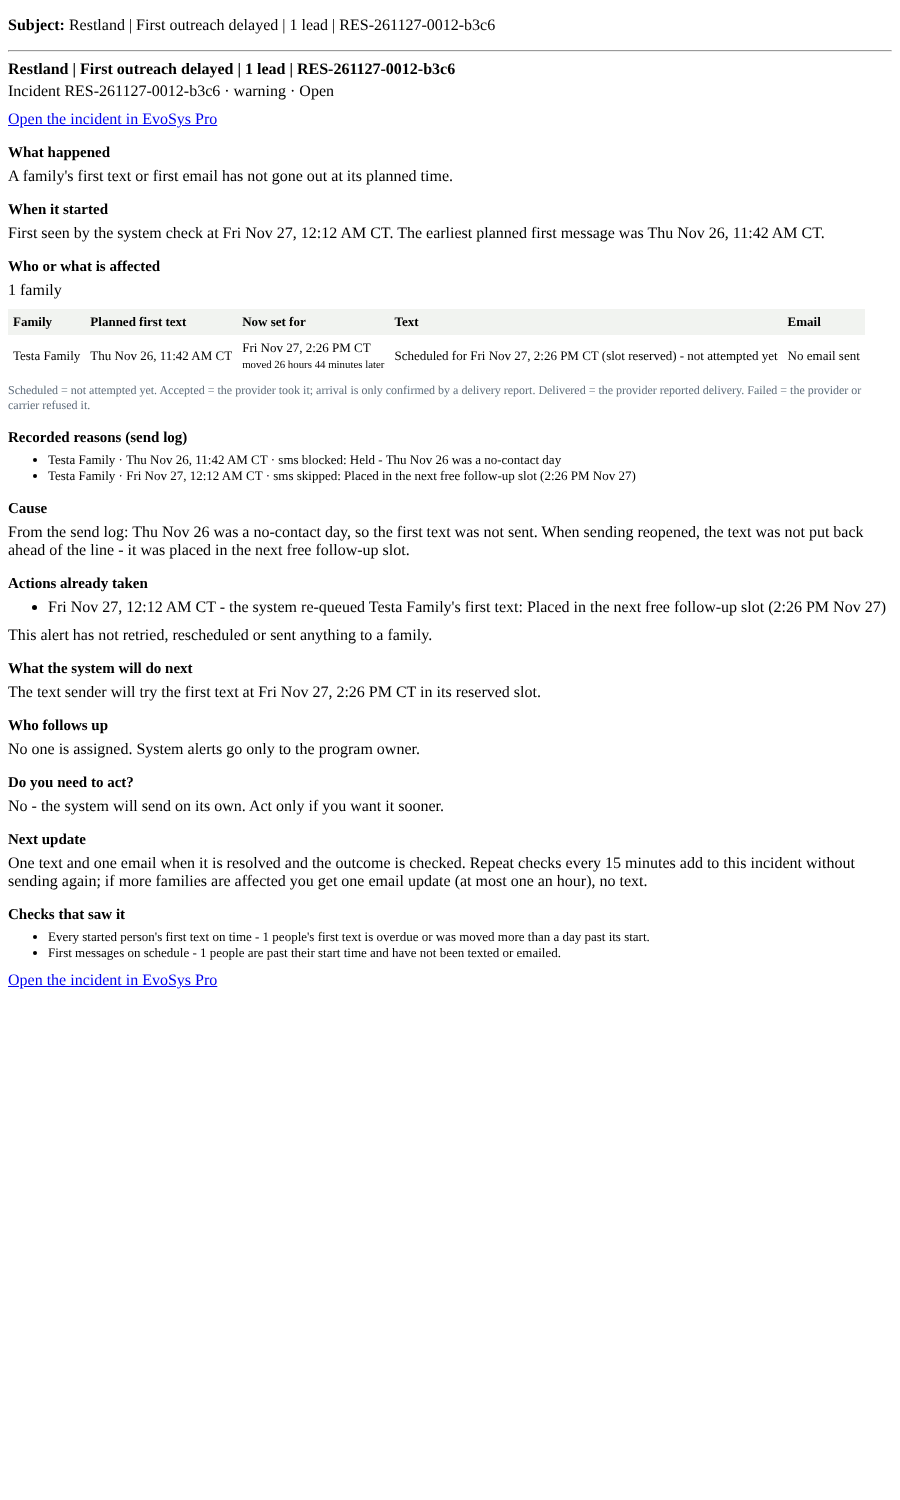 Subject: Restland | First outreach delayed | 1 lead | RES-261127-0012-b3c6
Restland | First outreach delayed | 1 lead | RES-261127-0012-b3c6
Incident RES-261127-0012-b3c6 · warning · Open
Open the incident in EvoSys Pro
What happened
A family's first text or first email has not gone out at its planned time.
When it started
First seen by the system check at Fri Nov 27, 12:12 AM CT. The earliest planned first message was Thu Nov 26, 11:42 AM CT.
Who or what is affected
1 family
Family Planned first text Now set for Text Email
Testa Family Thu Nov 26, 11:42 AM CT Fri Nov 27, 2:26 PM CT Scheduled for Fri Nov 27, 2:26 PM CT (slot reserved) - not attempted yet No email sent
moved 26 hours 44 minutes later
Scheduled = not attempted yet. Accepted = the provider took it; arrival is only confirmed by a delivery report. Delivered = the provider reported delivery. Failed = the provider or
carrier refused it.
Recorded reasons (send log)
• Testa Family · Thu Nov 26, 11:42 AM CT · sms blocked: Held - Thu Nov 26 was a no-contact day
• Testa Family · Fri Nov 27, 12:12 AM CT · sms skipped: Placed in the next free follow-up slot (2:26 PM Nov 27)
Cause
From the send log: Thu Nov 26 was a no-contact day, so the first text was not sent. When sending reopened, the text was not put back
ahead of the line - it was placed in the next free follow-up slot.
Actions already taken
• Fri Nov 27, 12:12 AM CT - the system re-queued Testa Family's first text: Placed in the next free follow-up slot (2:26 PM Nov 27)
This alert has not retried, rescheduled or sent anything to a family.
What the system will do next
The text sender will try the first text at Fri Nov 27, 2:26 PM CT in its reserved slot.
Who follows up
No one is assigned. System alerts go only to the program owner.
Do you need to act?
No - the system will send on its own. Act only if you want it sooner.
Next update
One text and one email when it is resolved and the outcome is checked. Repeat checks every 15 minutes add to this incident without
sending again; if more families are affected you get one email update (at most one an hour), no text.
Checks that saw it
• Every started person's first text on time - 1 people's first text is overdue or was moved more than a day past its start.
• First messages on schedule - 1 people are past their start time and have not been texted or emailed.
Open the incident in EvoSys Pro